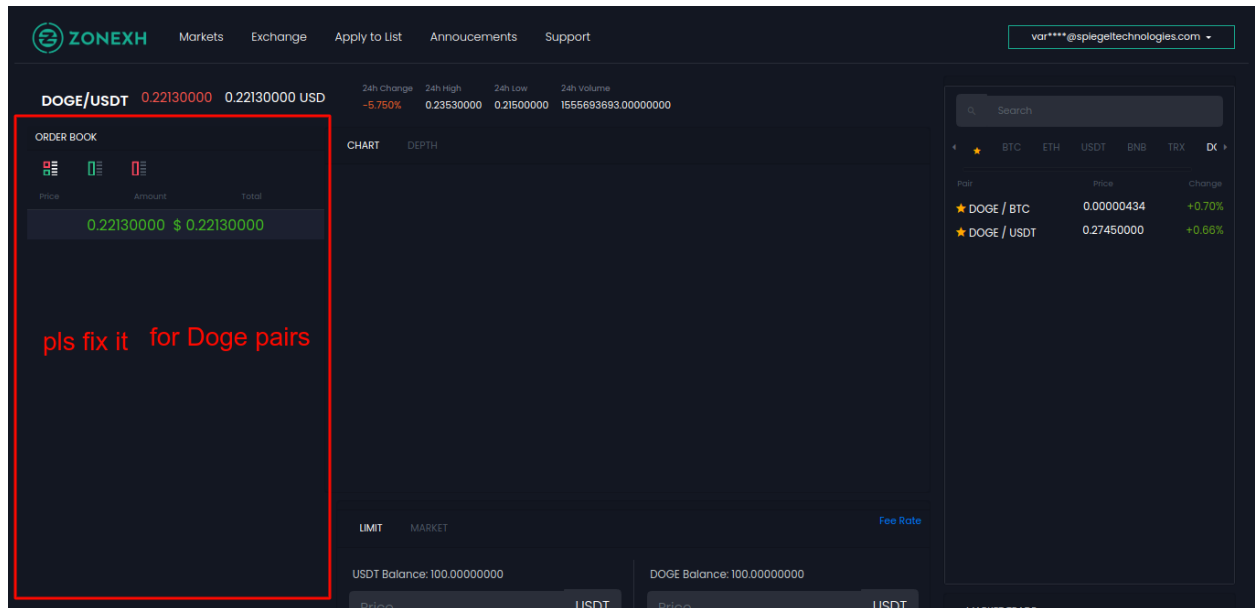 ZONEXH Markets Exchange Apply to List Annoucements Support var****@spiegeltechnologies.com
DOGE/USDT 0.22130000 0.22130000 USD
24h Change 24h High 24h Low 24h Volume
-5.750% 0.23530000 0.21500000 1555693693.00000000
ORDER BOOK
Price Amount Total
0.22130000 $ 0.22130000
pls fix it for Doge pairs
CHART DEPTH
LIMIT MARKET Fee Rate
USDT Balance: 100.00000000 DOGE Balance: 100.00000000
Price USDT Price USDT
Search
BTC ETH USDT BNB TRX
Pair Price Change
DOGE / BTC 0.00000434 +0.70%
DOGE / USDT 0.27450000 +0.66%